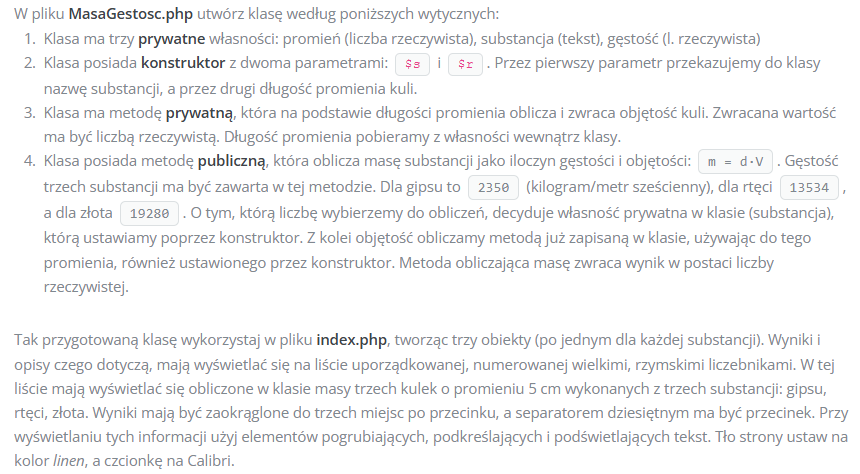 W pliku MasaGestosc.php utwórz klasę według poniższych wytycznych:
1. Klasa ma trzy prywatne własności: promień (liczba rzeczywista), substancja (tekst), gęstość (l. rzeczywista)
2. Klasa posiada konstruktor z dwoma parametrami: $s i $r . Przez pierwszy parametr przekazujemy do klasy
nazwę substancji, a przez drugi długość promienia kuli.
3. Klasa ma metodę prywatną, która na podstawie długości promienia oblicza i zwraca objętość kuli. Zwracana wartość
ma być liczbą rzeczywistą. Długość promienia pobieramy z własności wewnątrz klasy.
4. Klasa posiada metodę publiczną, która oblicza masę substancji jako iloczyn gęstości i objętości: m = d·V . Gęstość
trzech substancji ma być zawarta w tej metodzie. Dla gipsu to 2350 (kilogram/metr sześcienny), dla rtęci 13534 ,
a dla złota 19280 . O tym, którą liczbę wybierzemy do obliczeń, decyduje własność prywatna w klasie (substancja),
którą ustawiamy poprzez konstruktor. Z kolei objętość obliczamy metodą już zapisaną w klasie, używając do tego
promienia, również ustawionego przez konstruktor. Metoda obliczająca masę zwraca wynik w postaci liczby
rzeczywistej.
Tak przygotowaną klasę wykorzystaj w pliku index.php, tworząc trzy obiekty (po jednym dla każdej substancji). Wyniki i
opisy czego dotyczą, mają wyświetlać się na liście uporządkowanej, numerowanej wielkimi, rzymskimi liczebnikami. W tej
liście mają wyświetlać się obliczone w klasie masy trzech kulek o promieniu 5 cm wykonanych z trzech substancji: gipsu,
rtęci, złota. Wyniki mają być zaokrąglone do trzech miejsc po przecinku, a separatorem dziesiętnym ma być przecinek. Przy
wyświetlaniu tych informacji użyj elementów pogrubiających, podkreślających i podświetlających tekst. Tło strony ustaw na
kolor linen, a czcionkę na Calibri.